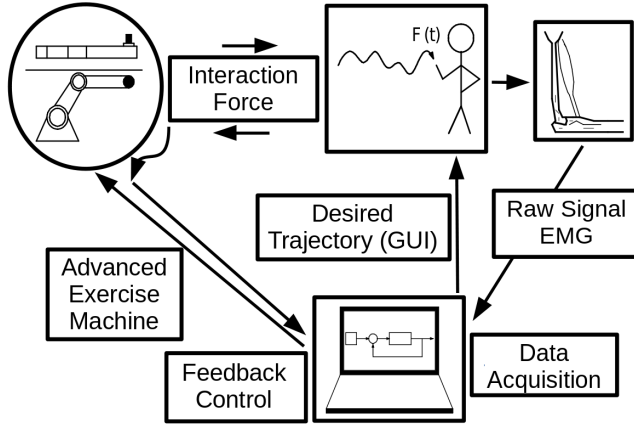 F (t)
Interaction
Force
Desired
Trajectory (GUI)
Raw Signal
EMG
Advanced
Exercise
Machine
Feedback
Control
Data
Acquisition